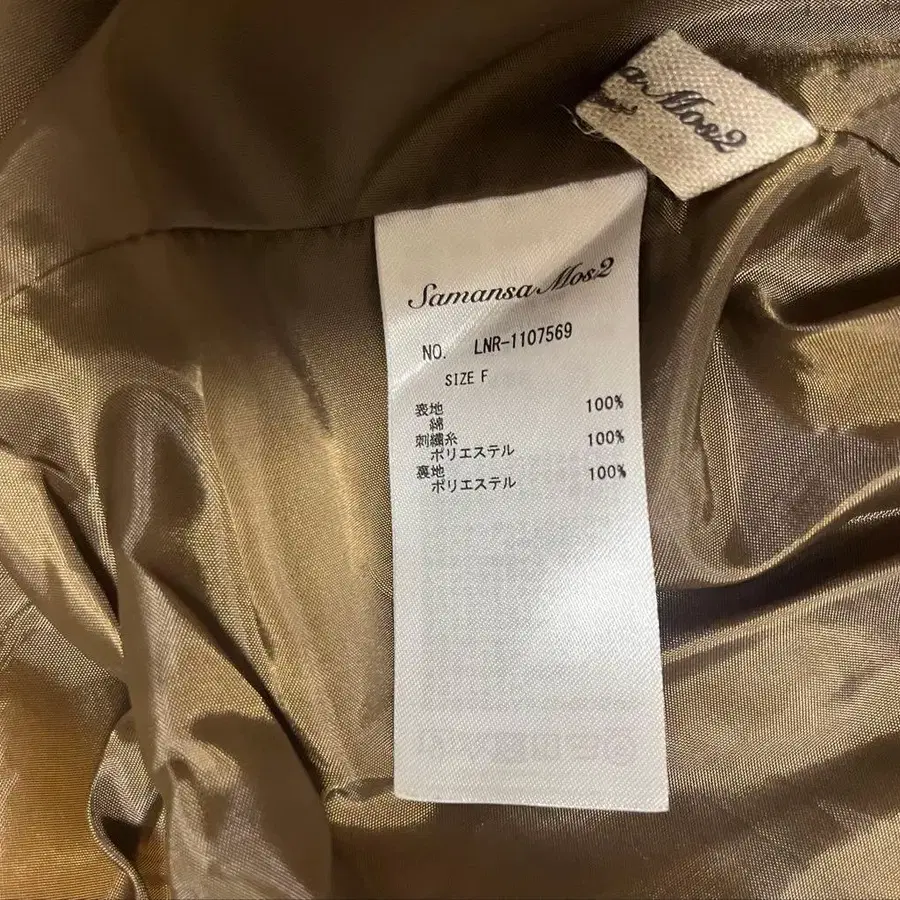 a Mos2
Samansa Mos2
NO. LNR-1107569
SIZE F
表地 100%
綿
刺繍糸 100%
ポリエステル
裏地 100%
ポリエステル